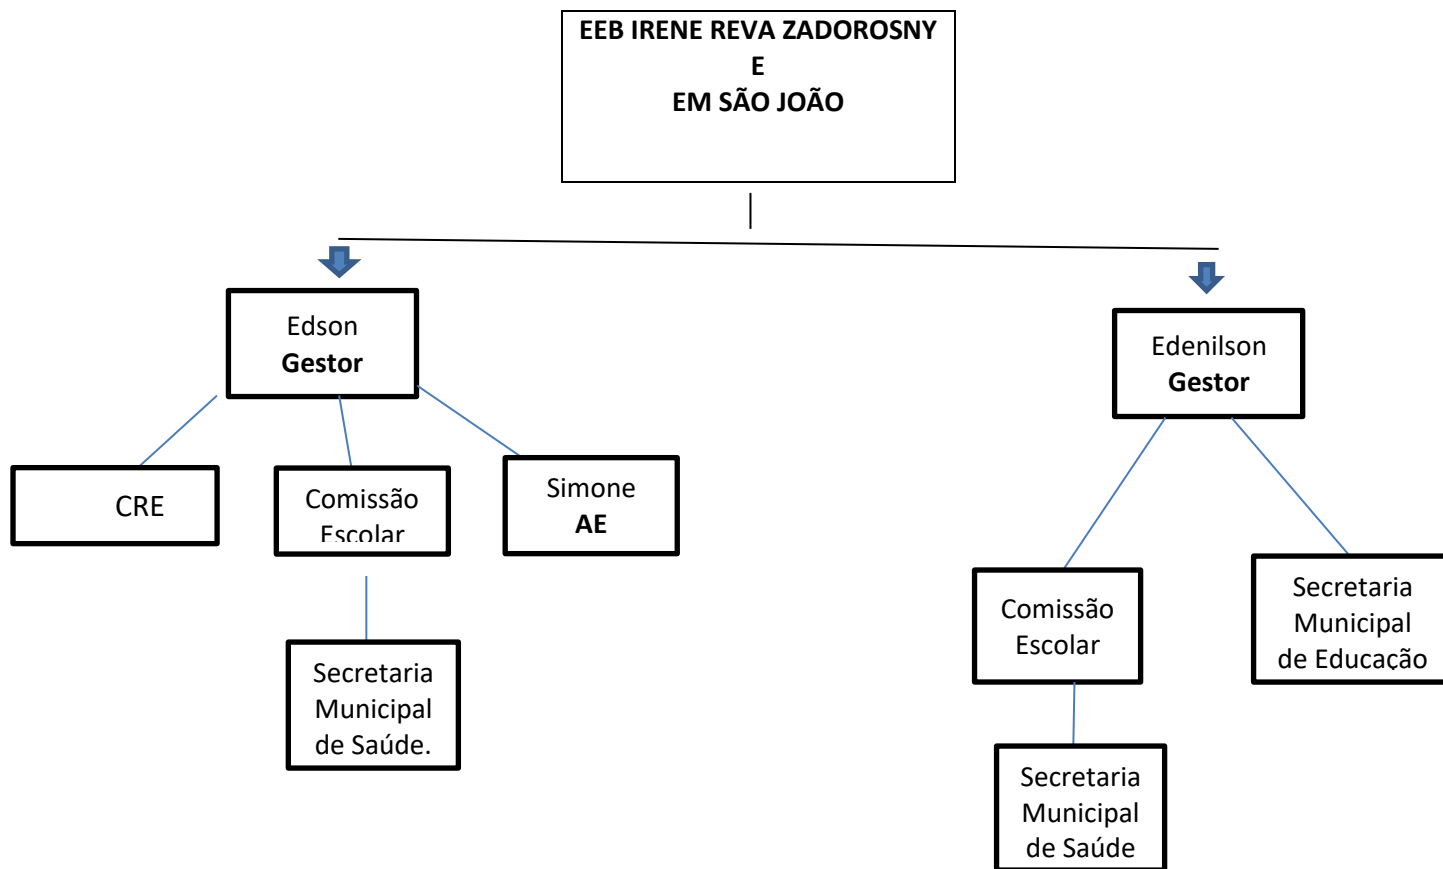 EEB IRENE REVA ZADOROSNY
E
EM SÃO JOÃO
Edson
Gestor
Edenilson
Gestor
CRE
Comissão
Escolar
Simone
AE
Secretaria
Municipal
de Saúde.
Comissão
Escolar
Secretaria
Municipal
de Educação
Secretaria
Municipal
de Saúde